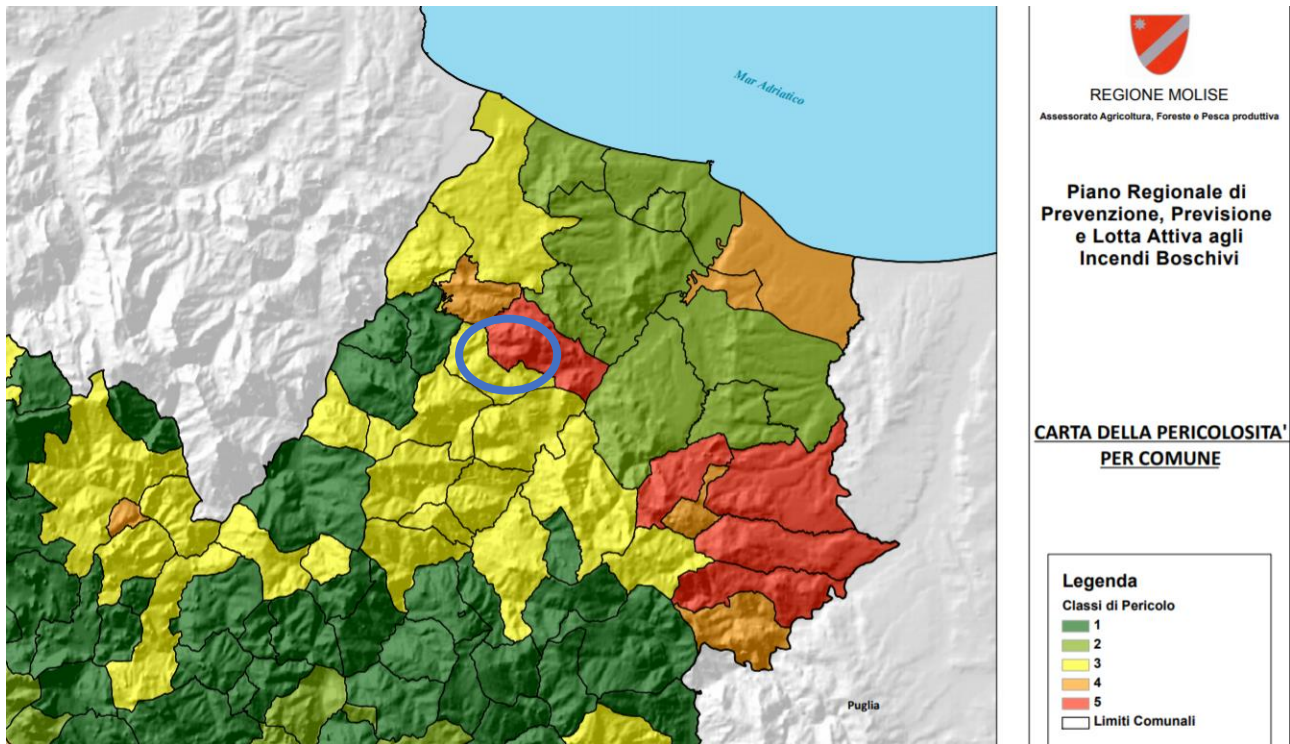 Mar Adriatico
Puglia
REGIONE MOLISE
Assessorato Agricoltura, Foreste e Pesca produttiva
Piano Regionale di
Prevenzione, Previsione
e Lotta Attiva agli
Incendi Boschivi
CARTA DELLA PERICOLOSITA'
PER COMUNE
Legenda
Classi di Pericolo
1
2
3
4
5
Limiti Comunali